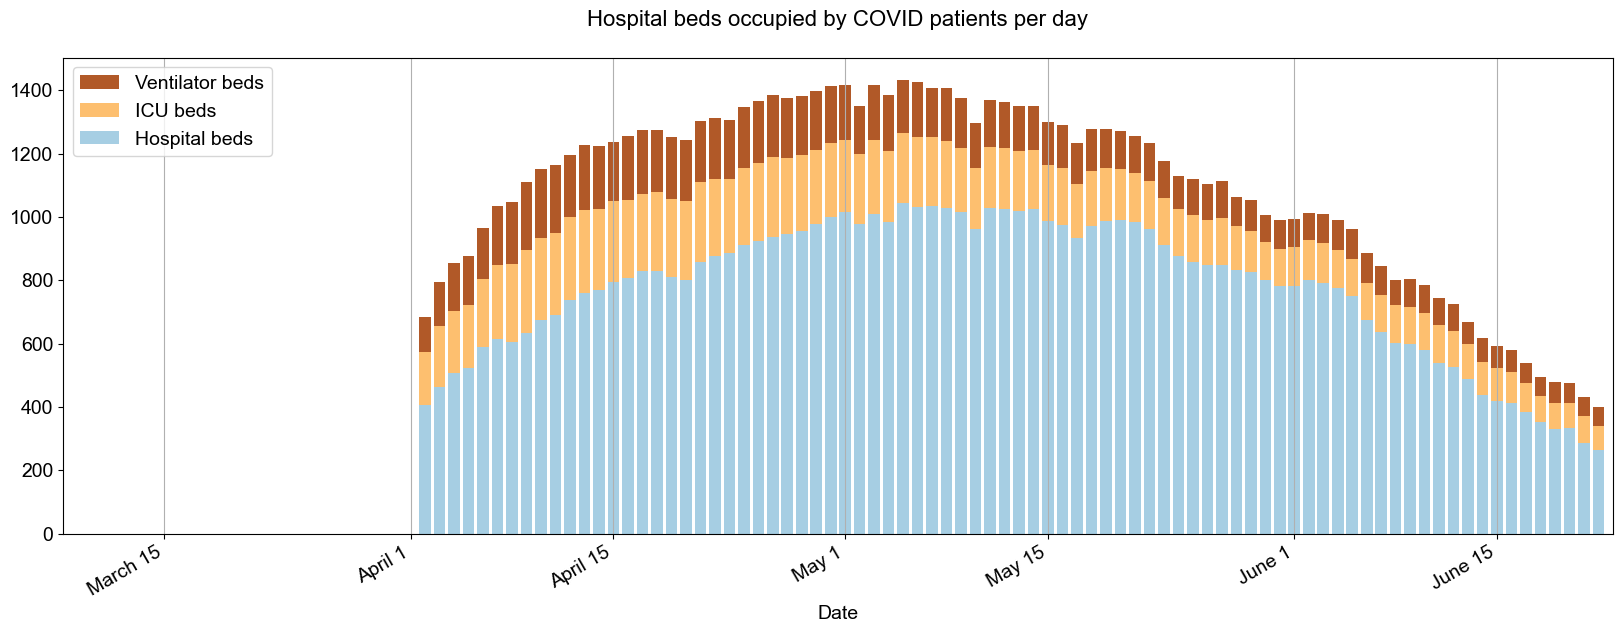 Hospital beds occupied by COVID patients per day
Ventilator beds
ICU beds
Hospital beds
1400
1200
1000
800
600
400
200
0
March 15
April 1
April 15
May 1
May 15
June 1
June 15
Date